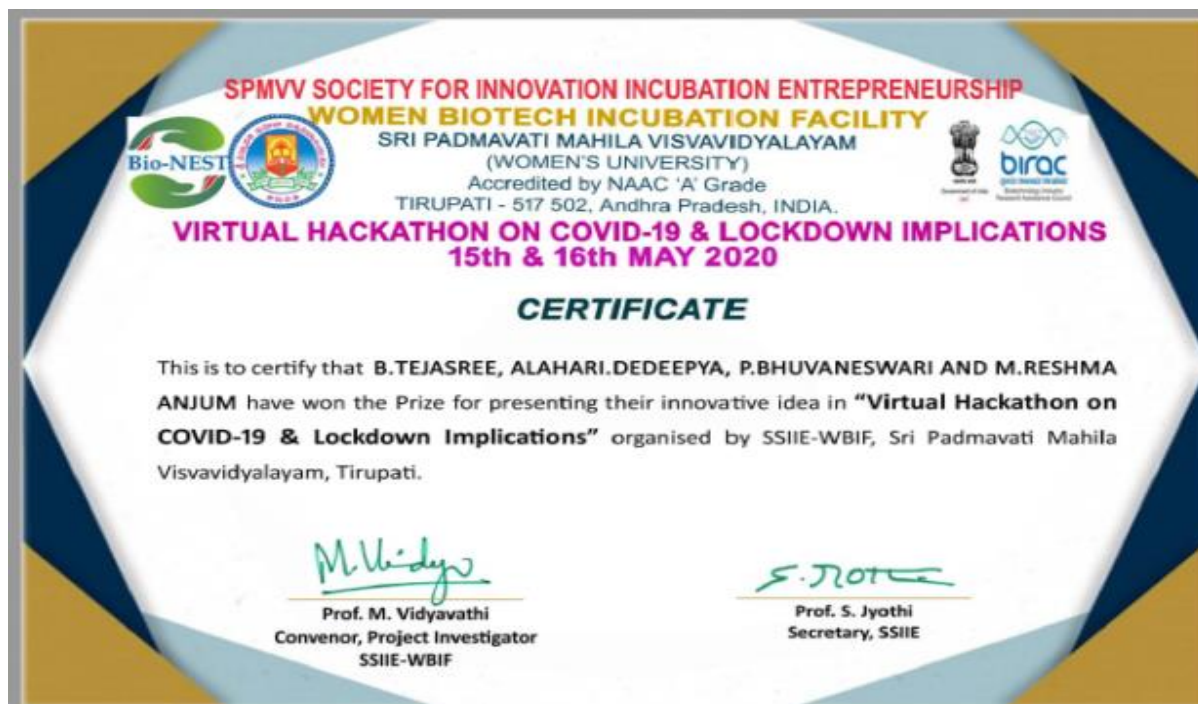 SPMVV SOCIETY FOR INNOVATION INCUBATION ENTREPRENEURSHIP
WOMEN BIOTECH INCUBATION FACILITY
SRI PADMAVATI MAHILA VISVAVIDYALAYAM
(WOMEN'S UNIVERSITY)
Accredited by NAAC 'A' Grade
TIRUPATI - 517 502, Andhra Pradesh, INDIA.
Bio-NEST
birac
VIRTUAL HACKATHON ON COVID-19 & LOCKDOWN IMPLICATIONS
15th & 16th MAY 2020
CERTIFICATE
This is to certify that B.TEJASREE, ALAHARI.DEDEEPYA, P.BHUVANESWARI AND M.RESHMA
ANJUM have won the Prize for presenting their innovative idea in “Virtual Hackathon on
COVID-19 & Lockdown Implications” organised by SSIIE-WBIF, Sri Padmavati Mahila
Visvavidyalayam, Tirupati.
M. Vidya
Prof. M. Vidyavathi
Convenor, Project Investigator
SSIIE-WBIF
Prof. S. Jyothi
Secretary, SSIIE